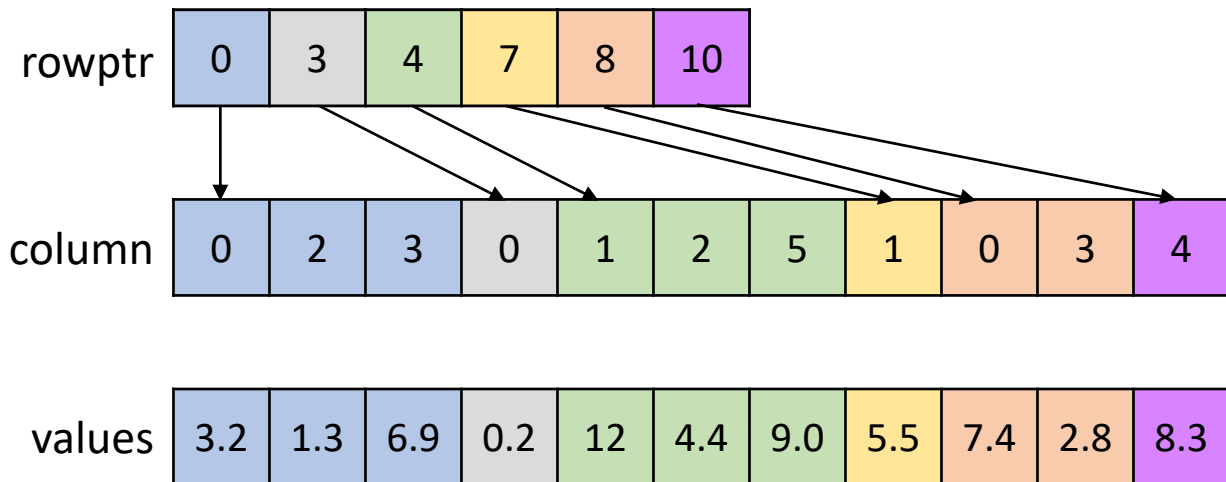 rowptr 0 3 4 7 8 10
column 0 2 3 0 1 2 5 1 0 3 4
values 3.2 1.3 6.9 0.2 12 4.4 9.0 5.5 7.4 2.8 8.3